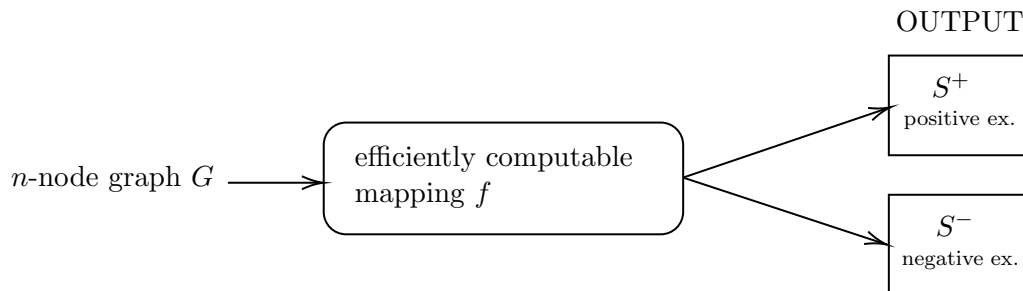 OUTPUT
S⁺
positive ex.
n-node graph G
efficiently computable
mapping f
S⁻
negative ex.